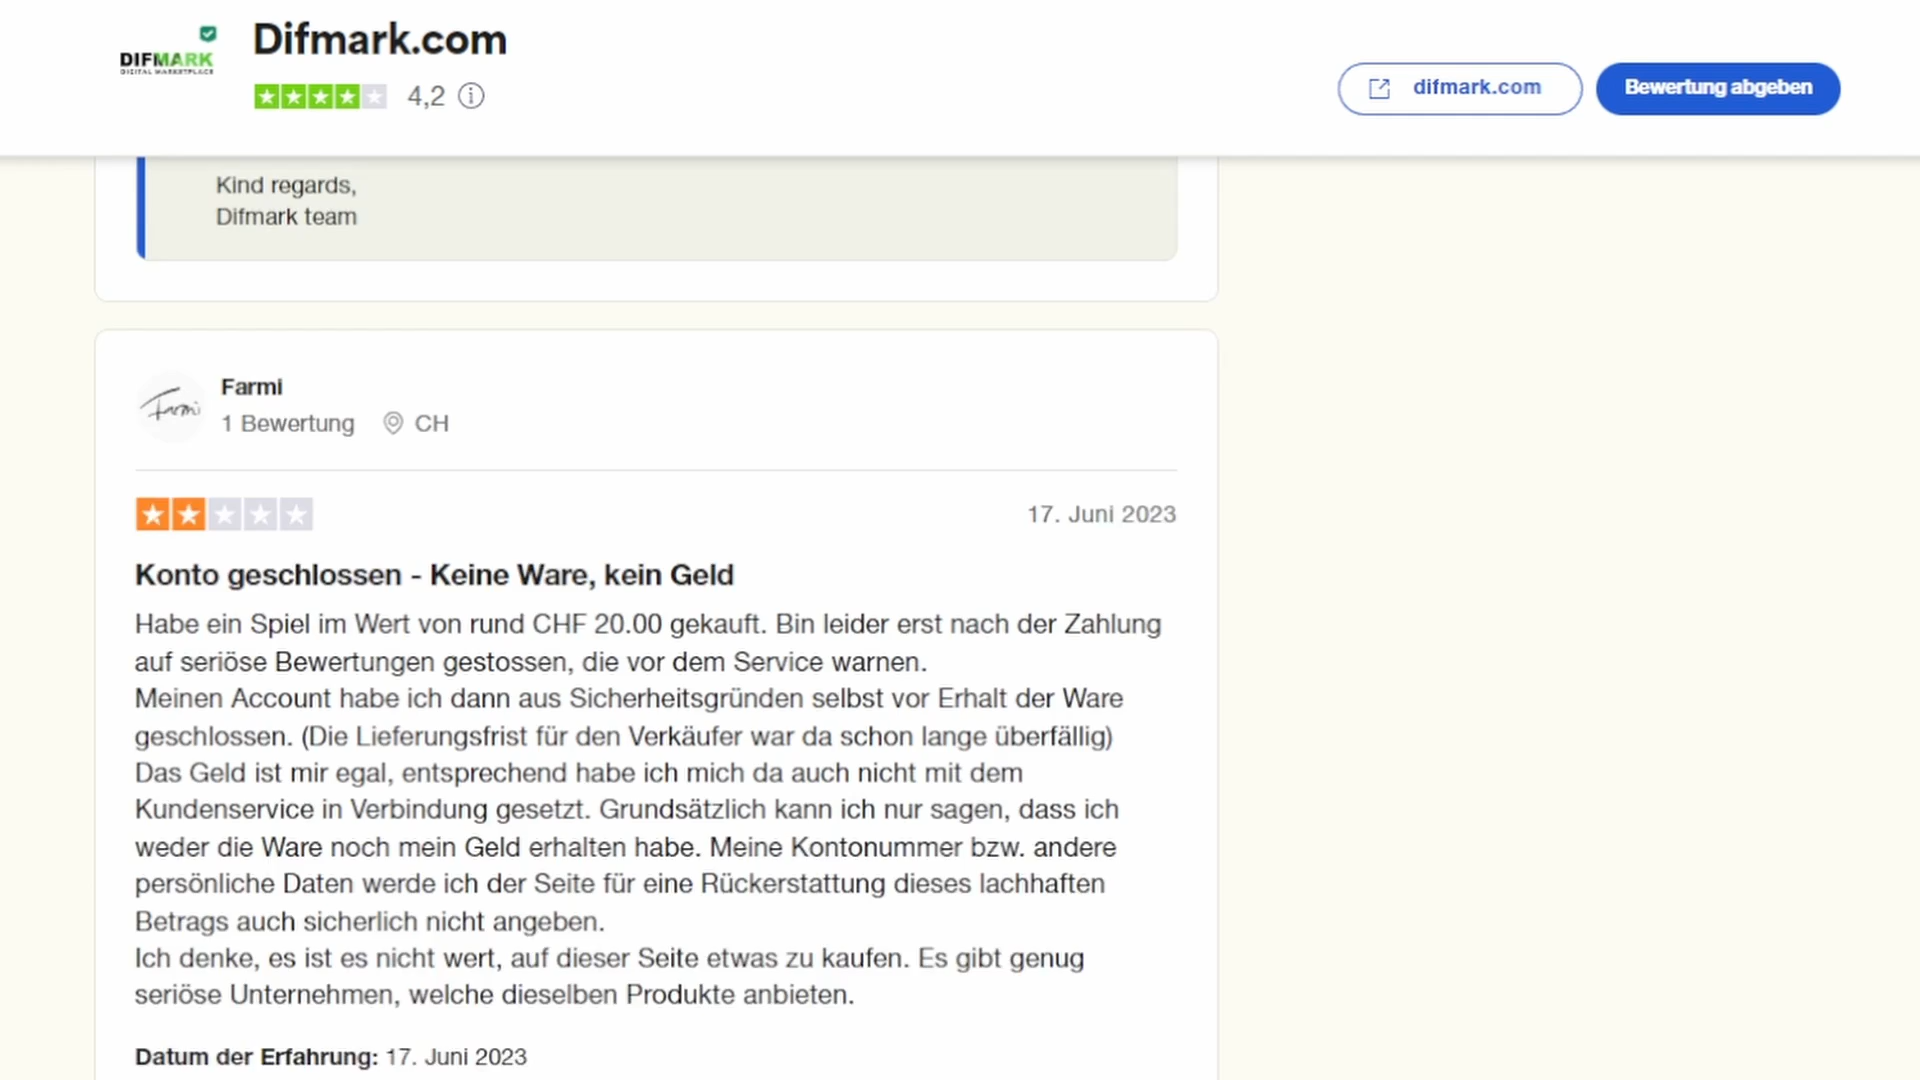 DIFMARK
DIGITAL MARKETPLACE
Difmark.com
4,2
difmark.com
Bewertung abgeben
Kind regards,
Difmark team
Farmi
Farmi
1 Bewertung CH
17. Juni 2023
Konto geschlossen - Keine Ware, kein Geld
Habe ein Spiel im Wert von rund CHF 20.00 gekauft. Bin leider erst nach der Zahlung
auf seriöse Bewertungen gestossen, die vor dem Service warnen.
Meinen Account habe ich dann aus Sicherheitsgründen selbst vor Erhalt der Ware
geschlossen. (Die Lieferungsfrist für den Verkäufer war da schon lange überfällig)
Das Geld ist mir egal, entsprechend habe ich mich da auch nicht mit dem
Kundenservice in Verbindung gesetzt. Grundsätzlich kann ich nur sagen, dass ich
weder die Ware noch mein Geld erhalten habe. Meine Kontonummer bzw. andere
persönliche Daten werde ich der Seite für eine Rückerstattung dieses lachhaften
Betrags auch sicherlich nicht angeben.
Ich denke, es ist es nicht wert, auf dieser Seite etwas zu kaufen. Es gibt genug
seriöse Unternehmen, welche dieselben Produkte anbieten.
Datum der Erfahrung: 17. Juni 2023